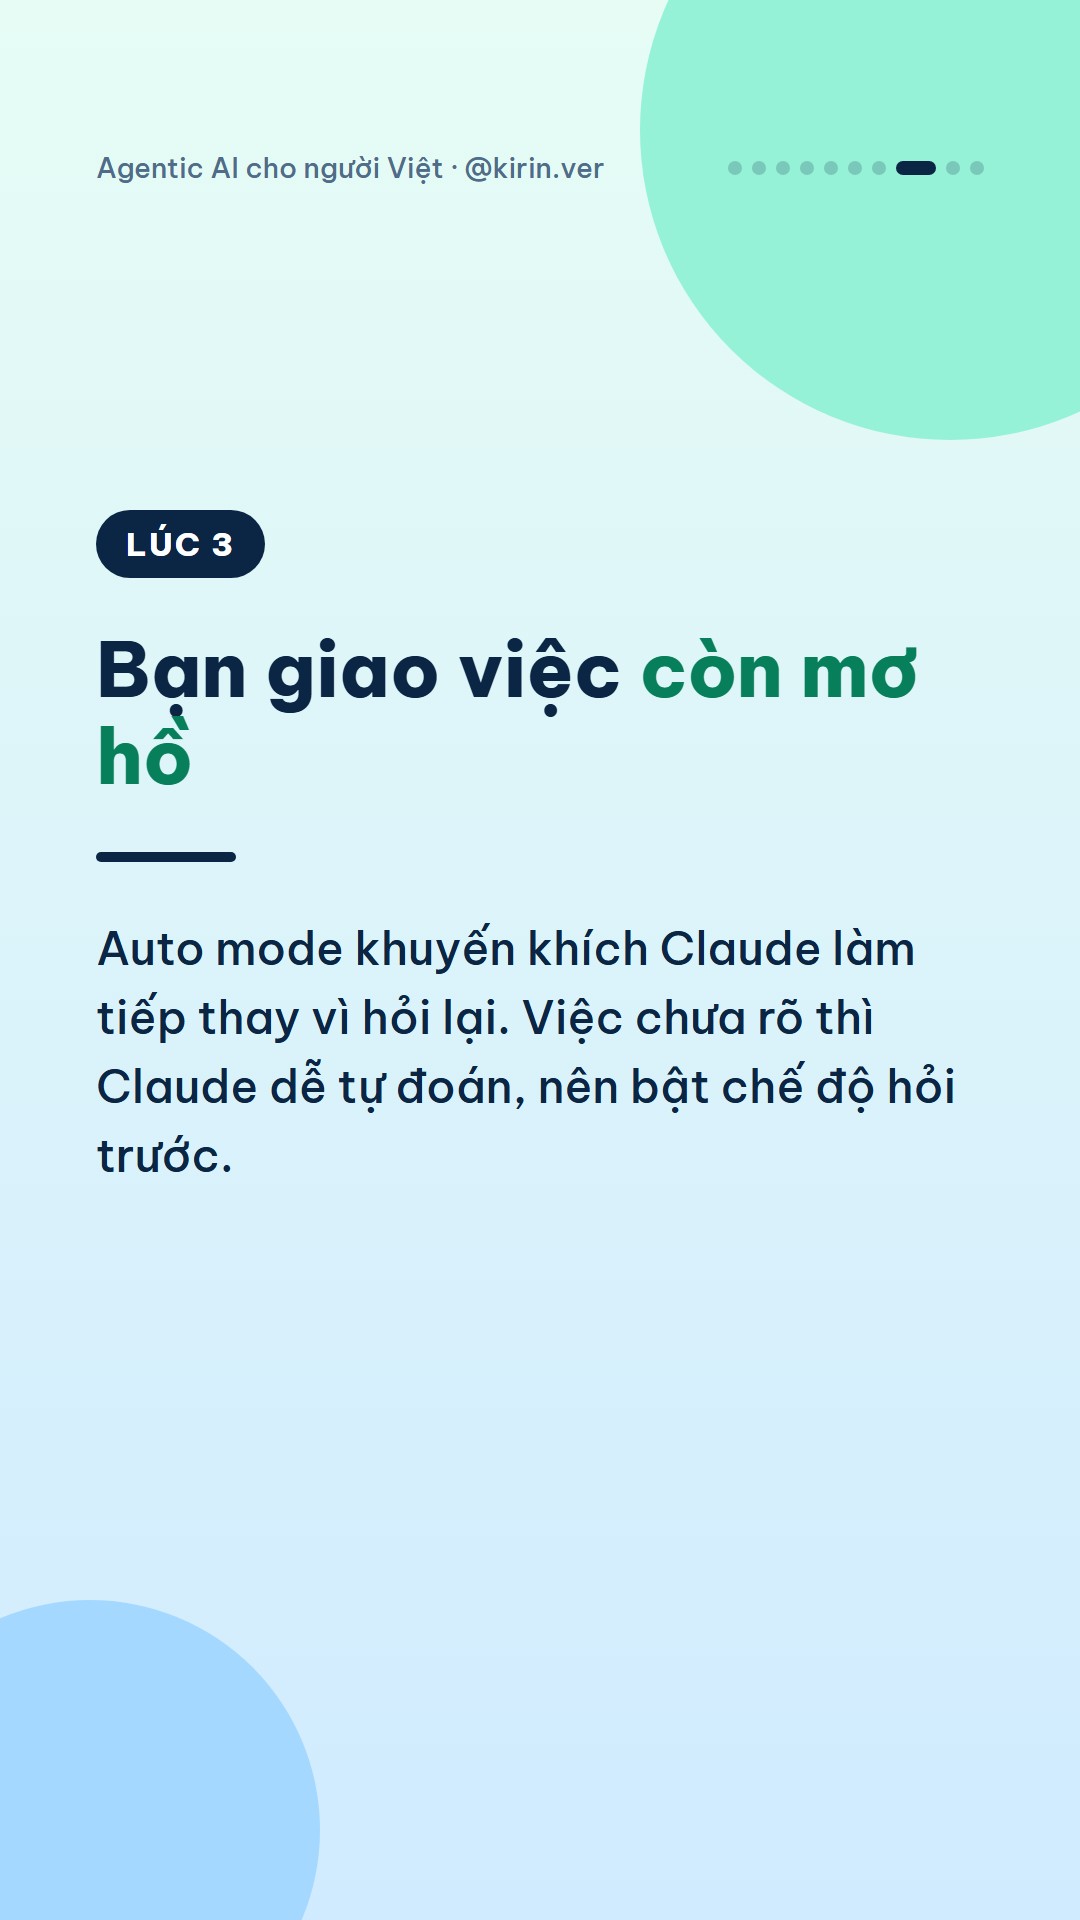 Agentic AI cho người Việt · @kirin.ver
LÚC 3
Bạn giao việc còn mơ
hồ
Auto mode khuyến khích Claude làm
tiếp thay vì hỏi lại. Việc chưa rõ thì
Claude dễ tự đoán, nên bật chế độ hỏi
trước.